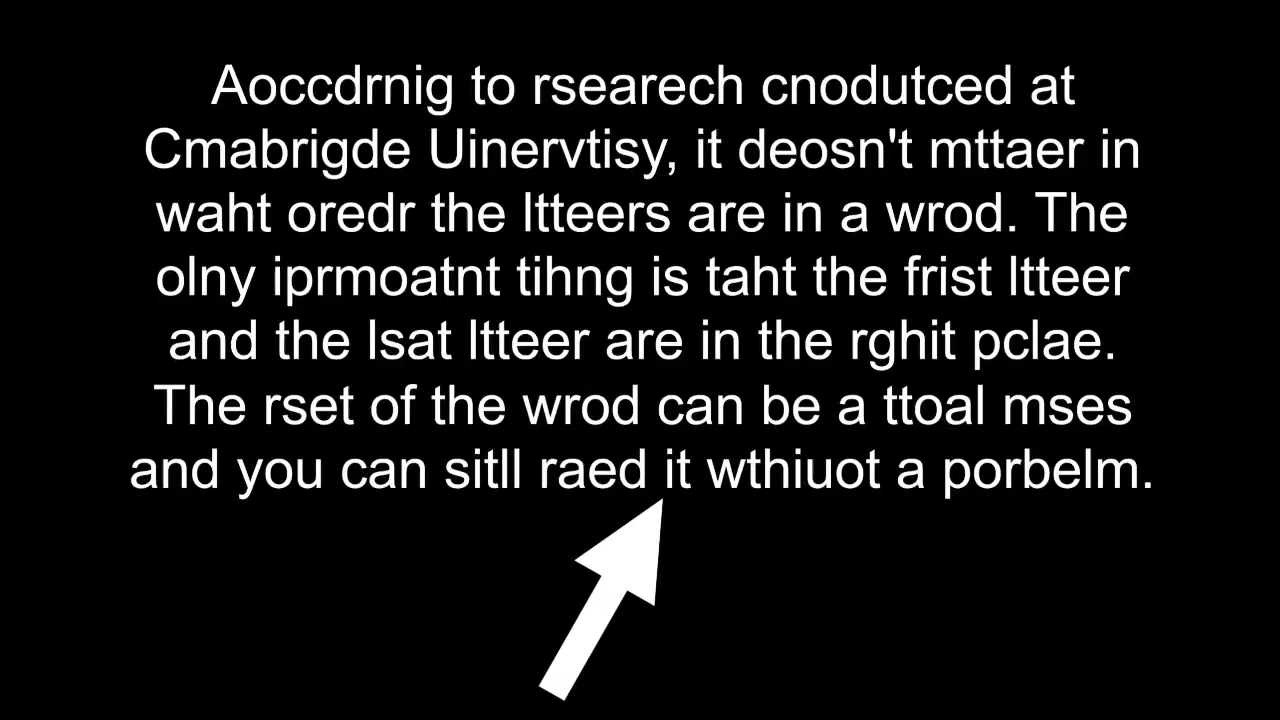 Aoccdrnig to rsearech cnodutced at
Cmabrigde Uinervtisy, it deosn't mttaer in
waht oredr the ltteers are in a wrod. The
olny iprmoatnt tihng is taht the frist ltteer
and the lsat ltteer are in the rghit pclae.
The rset of the wrod can be a ttoal mses
and you can sitll raed it wthiuot a porbelm.